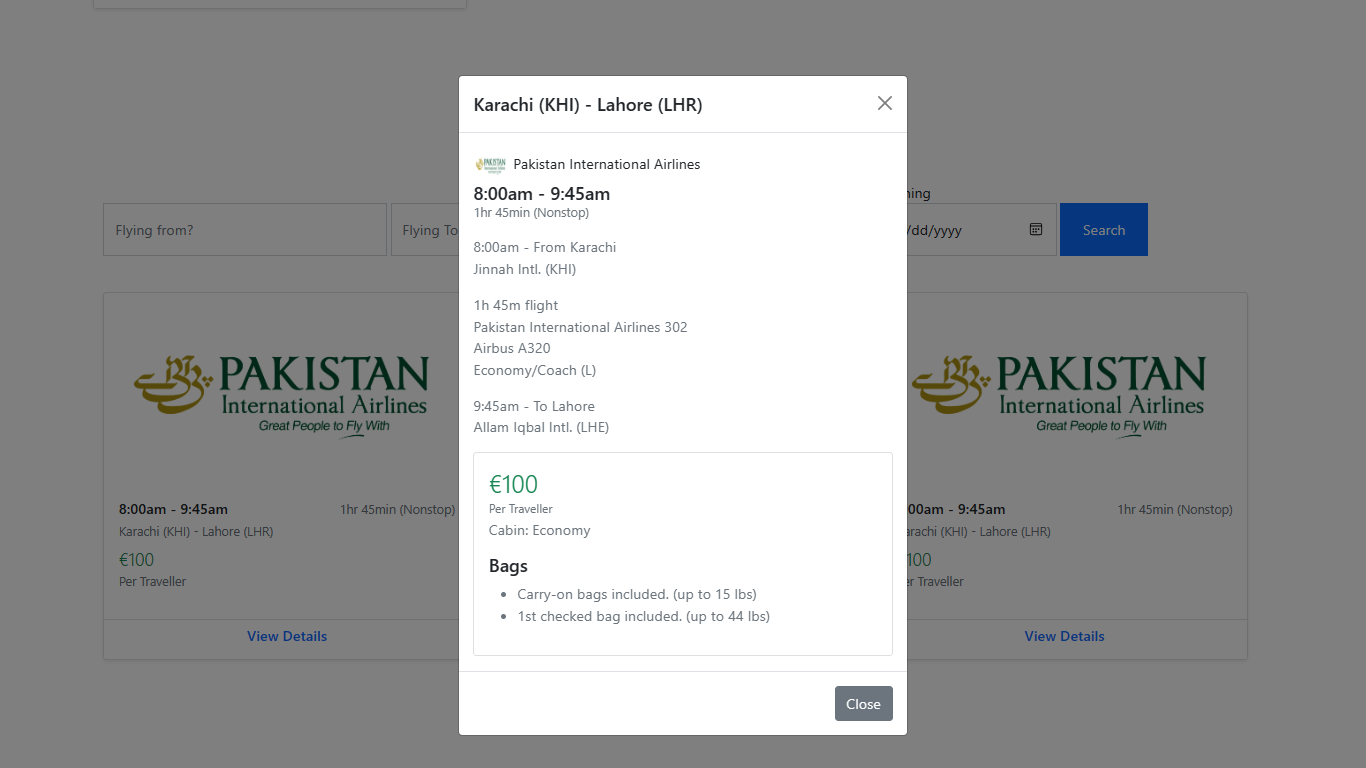 Karachi (KHI) - Lahore (LHR)
PAKISTAN
International Airlines
Pakistan International Airlines
8:00am - 9:45am
1hr 45min (Nonstop)
8:00am - From Karachi
Jinnah Intl. (KHI)
1h 45m flight
Pakistan International Airlines 302
Airbus A320
Economy/Coach (L)
9:45am - To Lahore
Allam Iqbal Intl. (LHE)
€100
Per Traveller
Cabin: Economy
Bags
Carry-on bags included. (up to 15 lbs)
1st checked bag included. (up to 44 lbs)
Close
Flying from?
Flying To
/dd/yyyy
Search
PAKISTAN
International Airlines
Great People to Fly With
8:00am - 9:45am 1hr 45min (Nonstop)
Karachi (KHI) - Lahore (LHR)
€100
Per Traveller
View Details
PAKISTAN
International Airlines
Great People to Fly With
00am - 9:45am 1hr 45min (Nonstop)
arachi (KHI) - Lahore (LHR)
100
er Traveller
View Details